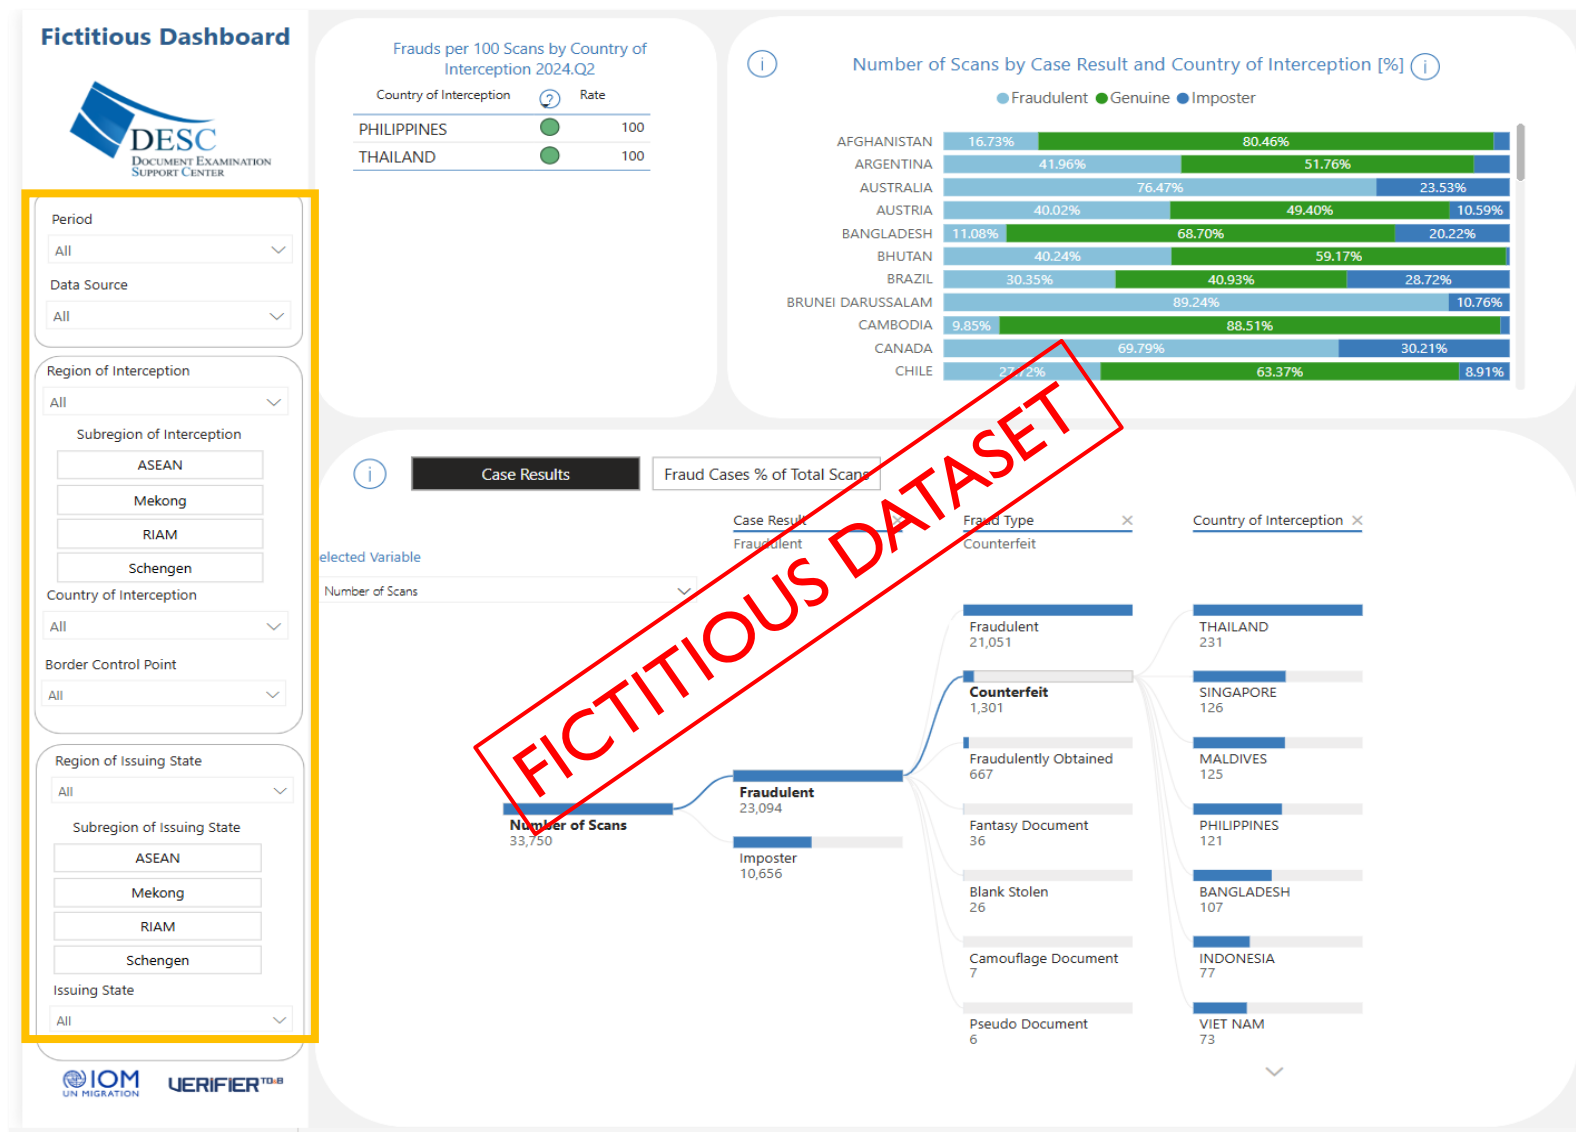 Fictitious Dashboard
DESC
DOCUMENT EXAMINATION
SUPPORT CENTER
Period
All
Data Source
All
Region of Interception
All
Subregion of Interception
ASEAN
Mekong
RIAM
Schengen
Country of Interception
All
Border Control Point
All
Region of Issuing State
All
Subregion of Issuing State
ASEAN
Mekong
RIAM
Schengen
Issuing State
All
IOM
UN MIGRATION
VERIFIER TD&B
Frauds per 100 Scans by Country of
Interception 2024.Q2
Country of Interception ? Rate
PHILIPPINES 100
THAILAND 100
i
Number of Scans by Case Result and Country of Interception [%] i
Fraudulent Genuine Imposter
AFGHANISTAN 16.73% 80.46%
ARGENTINA 41.96% 51.76%
AUSTRALIA 76.47% 23.53%
AUSTRIA 40.02% 49.40% 10.59%
BANGLADESH 11.08% 68.70% 20.22%
BHUTAN 40.24% 59.17%
BRAZIL 30.35% 40.93% 28.72%
BRUNEI DARUSSALAM 89.24% 10.76%
CAMBODIA 9.85% 88.51%
CANADA 69.79% 30.21%
CHILE 27.72% 63.37% 8.91%
i
Case Results
Fraud Cases % of Total Scans
elected Variable
Number of Scans
Case Result
Fraudulent
Fraud Type
Counterfeit
Country of Interception
Number of Scans
33,750
Fraudulent
23,094
Imposter
10,656
Fraudulent
21,051
Counterfeit
1,301
Fraudulently Obtained
667
Fantasy Document
36
Blank Stolen
26
Camouflage Document
7
Pseudo Document
6
THAILAND
231
SINGAPORE
126
MALDIVES
125
PHILIPPINES
121
BANGLADESH
107
INDONESIA
77
VIET NAM
73
FICTITIOUS DATASET